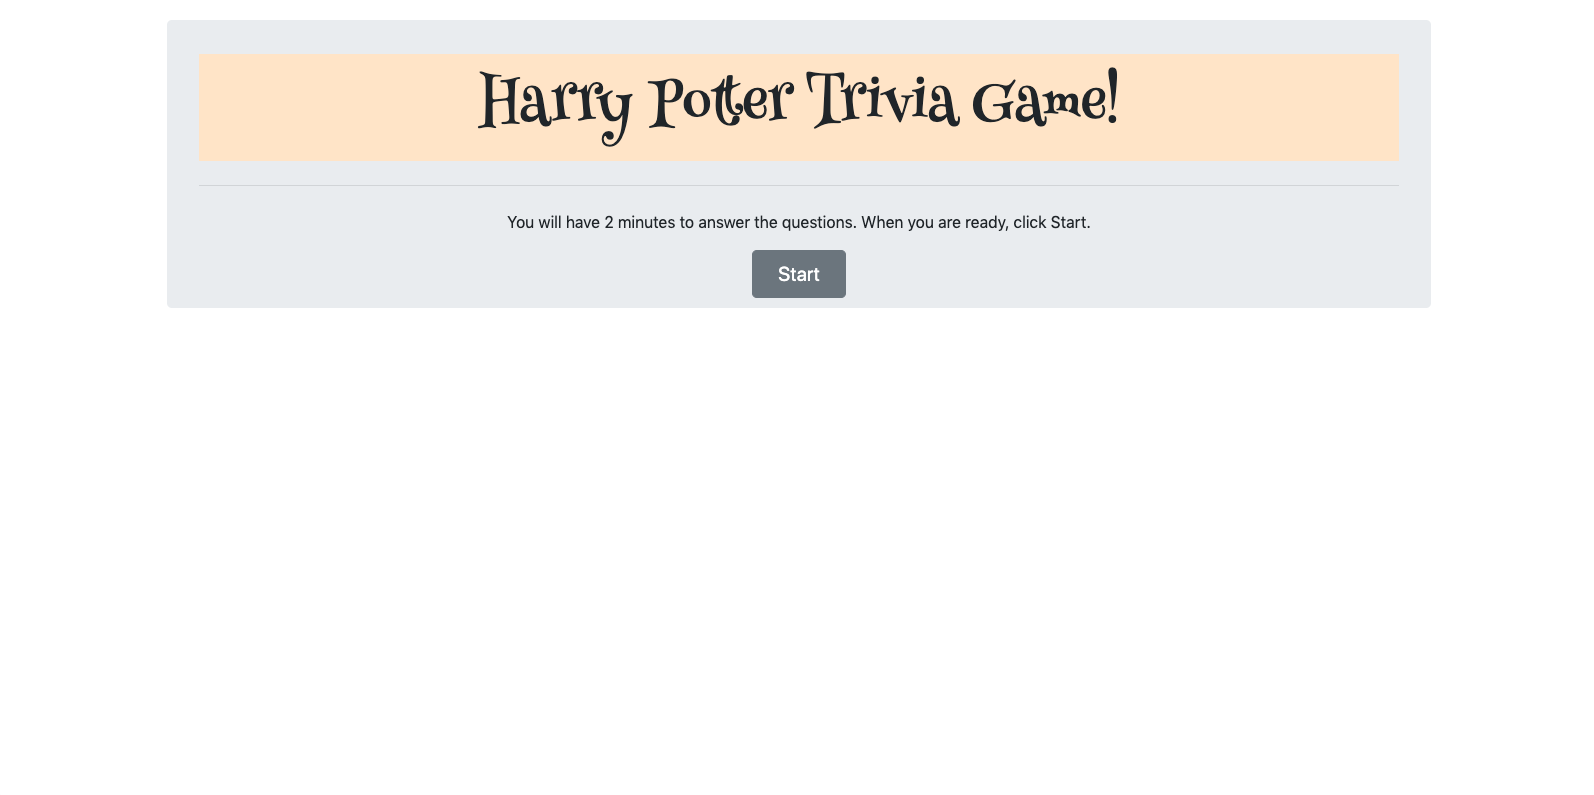 Harry Potter Trivia Game!
You will have 2 minutes to answer the questions. When you are ready, click Start.
Start